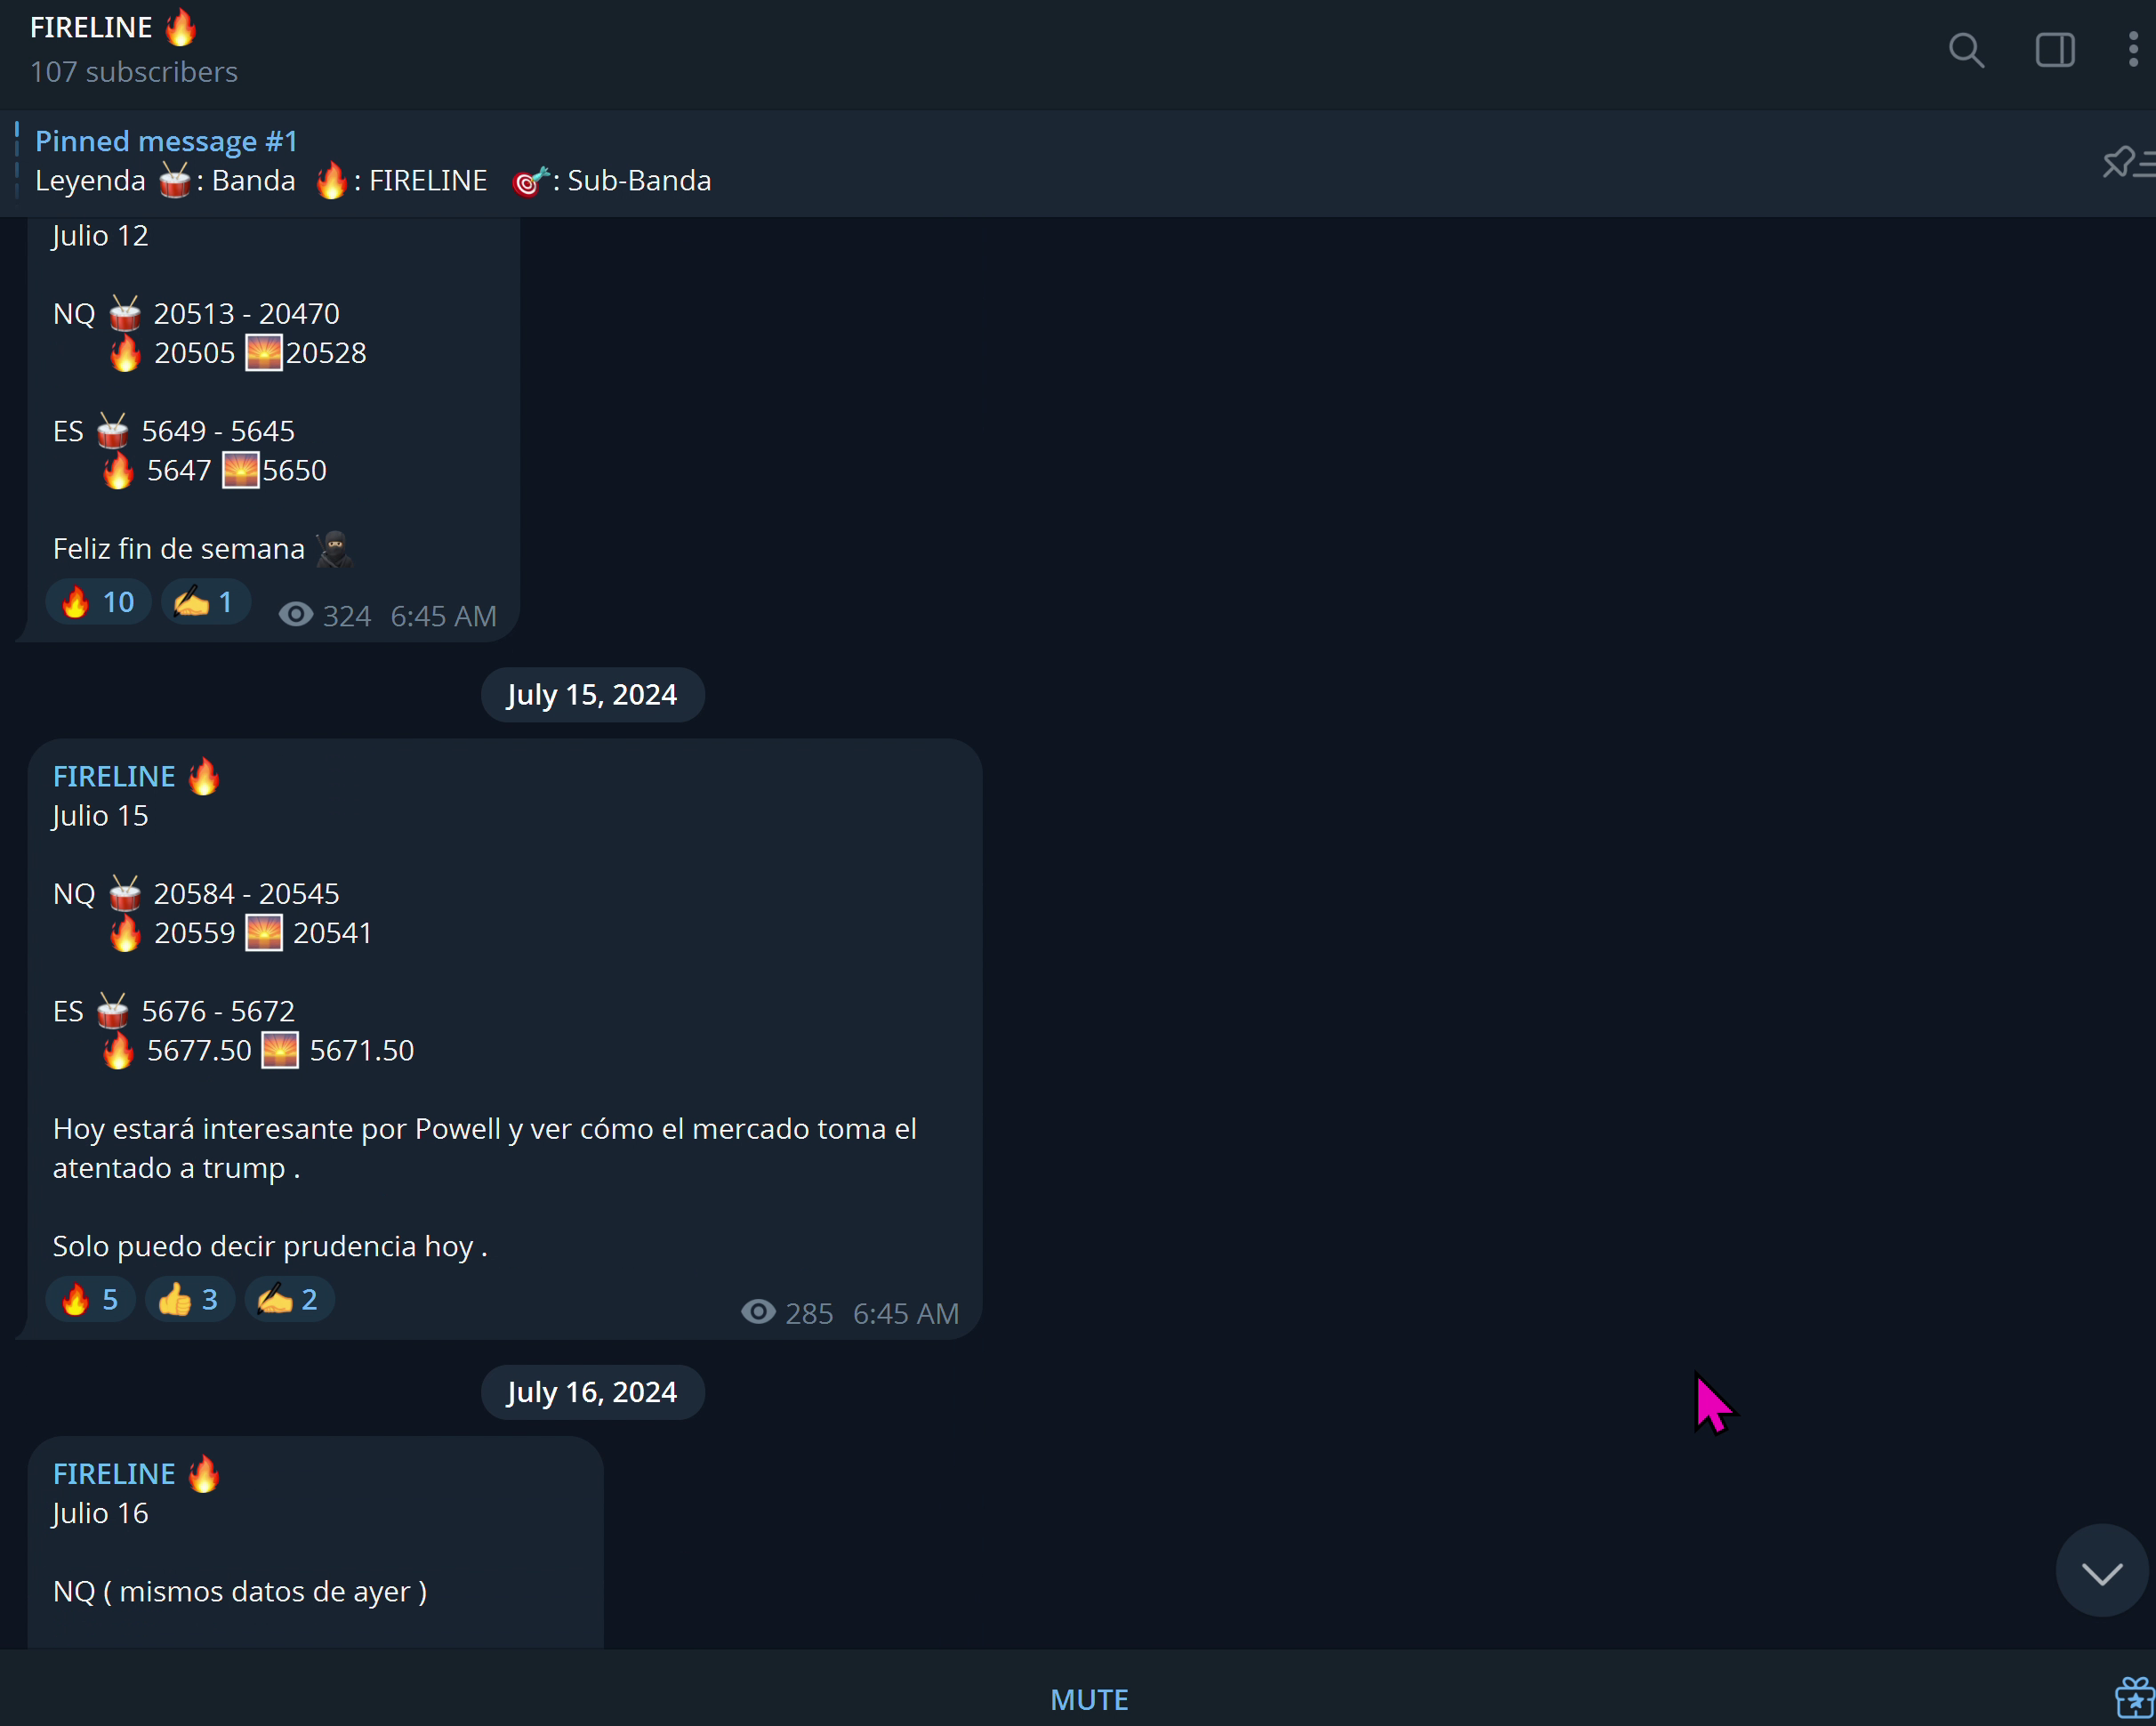 FIRELINE 🔥
107 subscribers
Pinned message #1
Leyenda 🥁: Banda 🔥: FIRELINE 🎯: Sub-Banda
Julio 12
NQ 🥁 20513 - 20470
🔥 20505 🌅20528
ES 🥁 5649 - 5645
🔥 5647 🌅5650
Feliz fin de semana 🥷
🔥 10 ✍️ 1 324 6:45 AM
July 15, 2024
FIRELINE 🔥
Julio 15
NQ 🥁 20584 - 20545
🔥 20559 🌅 20541
ES 🥁 5676 - 5672
🔥 5677.50 🌅 5671.50
Hoy estará interesante por Powell y ver cómo el mercado toma el
atentado a trump .
Solo puedo decir prudencia hoy .
🔥 5 👍 3 ✍️ 2 285 6:45 AM
July 16, 2024
FIRELINE 🔥
Julio 16
NQ ( mismos datos de ayer )
MUTE